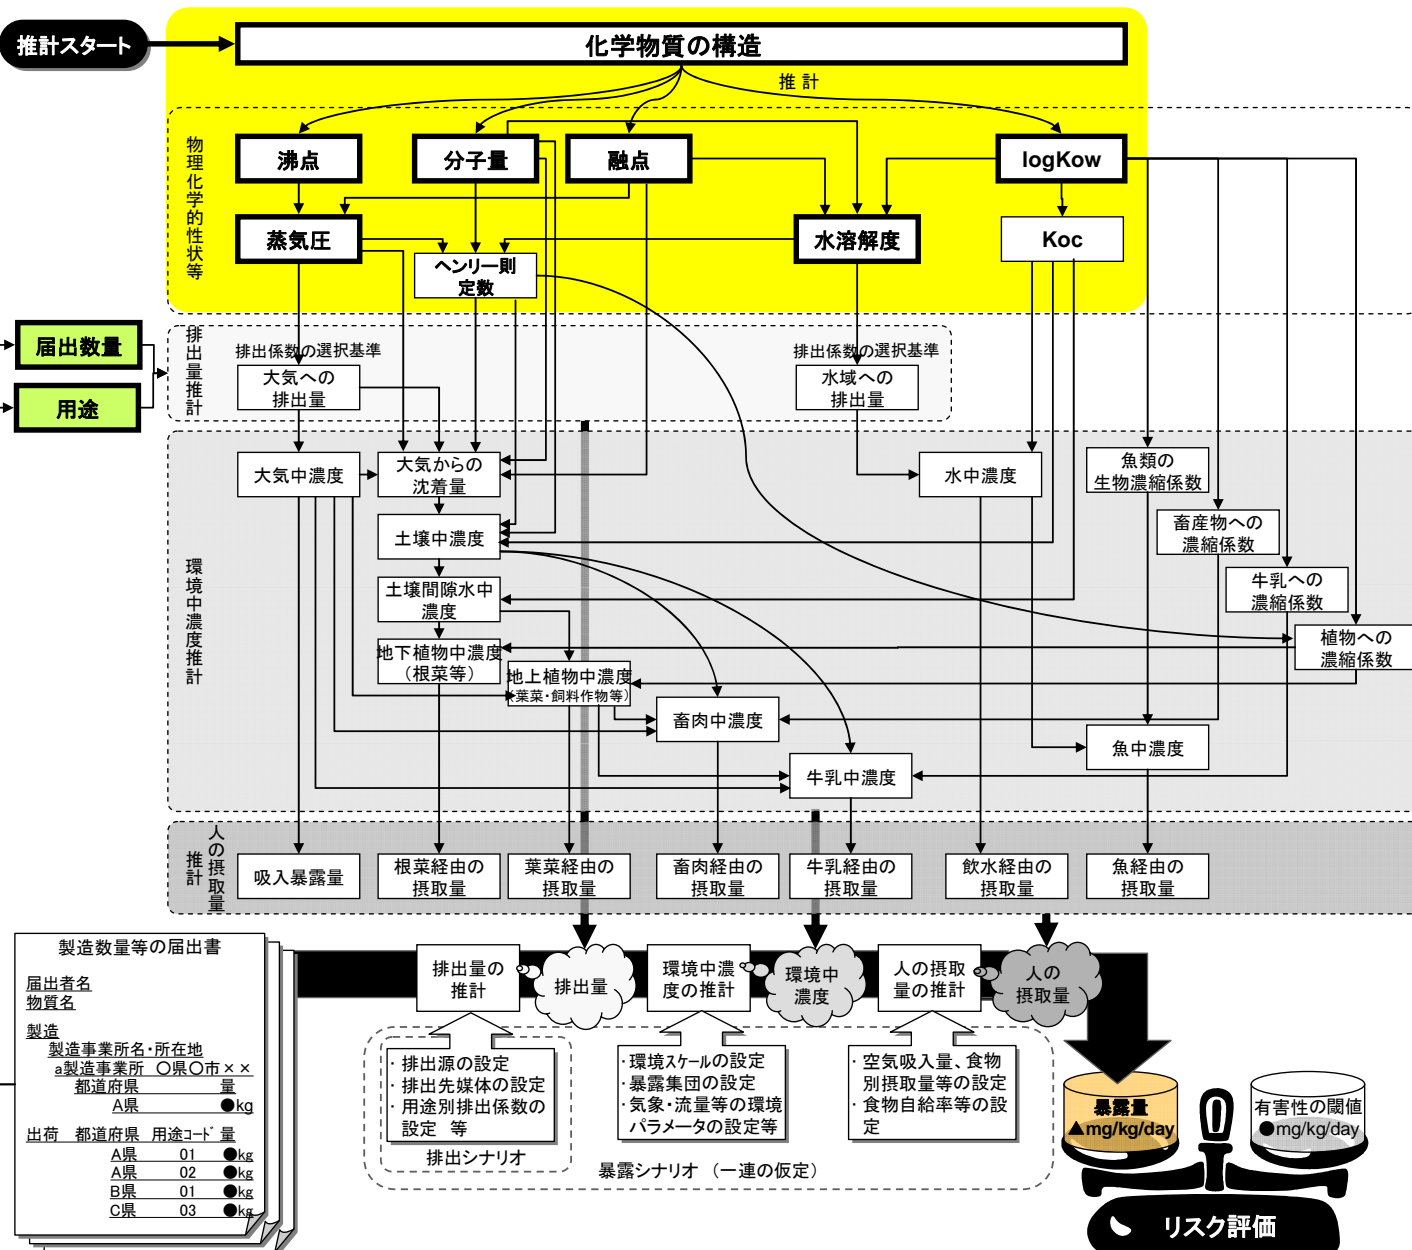 推計スタート
化学物質の構造
推 計
物理化学的性状等
沸点
分子量
融点
logKow
蒸気圧
ヘンリー則
定数
水溶解度
Koc
届出数量
用途
排出量推計
排出係数の選択基準
大気への
排出量
排出係数の選択基準
水域への
排出量
環境中濃度推計
大気中濃度
大気からの
沈着量
水中濃度
魚類の
生物濃縮係数
土壌中濃度
畜産物への
濃縮係数
土壌間隙水中
濃度
牛乳への
濃縮係数
地下植物中濃度
（根菜等）
植物への
濃縮係数
地上植物中濃度
（葉菜・飼料作物等）
畜肉中濃度
魚中濃度
牛乳中濃度
人の摂取量
推計
吸入暴露量
根菜経由の
摂取量
葉菜経由の
摂取量
畜肉経由の
摂取量
牛乳経由の
摂取量
飲水経由の
摂取量
魚経由の
摂取量
製造数量等の届出書
届出者名
物質名
製造
製造事業所名・所在地
a製造事業所 〇県〇市××
都道府県 量
A県 ●kg
出荷 都道府県 用途ｺｰﾄﾞ 量
A県 01 ●kg
A県 02 ●kg
B県 01 ●kg
C県 03 ●kg
排出量の
推計
排出量
環境中濃
度の推計
環境中
濃度
人の摂取
量の推計
人の
摂取量
・排出源の設定
・排出先媒体の設定
・用途別排出係数の
設定 等
排出シナリオ
・環境スケールの設定
・暴露集団の設定
・気象・流量等の環境
パラメータの設定等
・空気吸入量、食物
別摂取量等の設定
・食物自給率等の設
定
暴露シナリオ （一連の仮定）
暴露量
▲mg/kg/day
有害性の閾値
●mg/kg/day
リスク評価